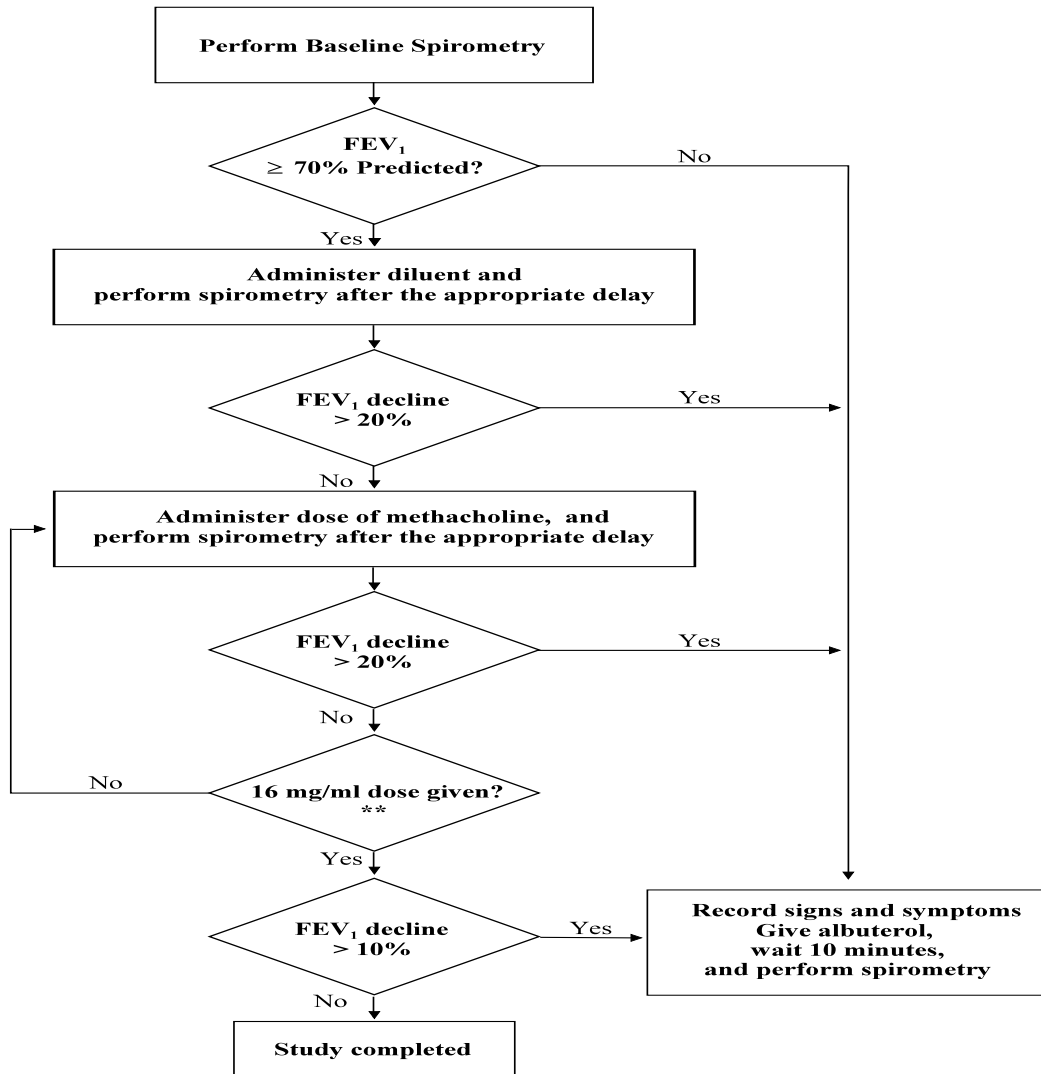 Perform Baseline Spirometry
FEV₁
≥ 70% Predicted?
No
Yes
Administer diluent and
perform spirometry after the appropriate delay
FEV₁ decline
> 20%
Yes
No
Administer dose of methacholine, and
perform spirometry after the appropriate delay
FEV₁ decline
> 20%
Yes
No
16 mg/ml dose given?
**
No
Yes
FEV₁ decline
> 10%
Yes
Record signs and symptoms
Give albuterol,
wait 10 minutes,
and perform spirometry
No
Study completed